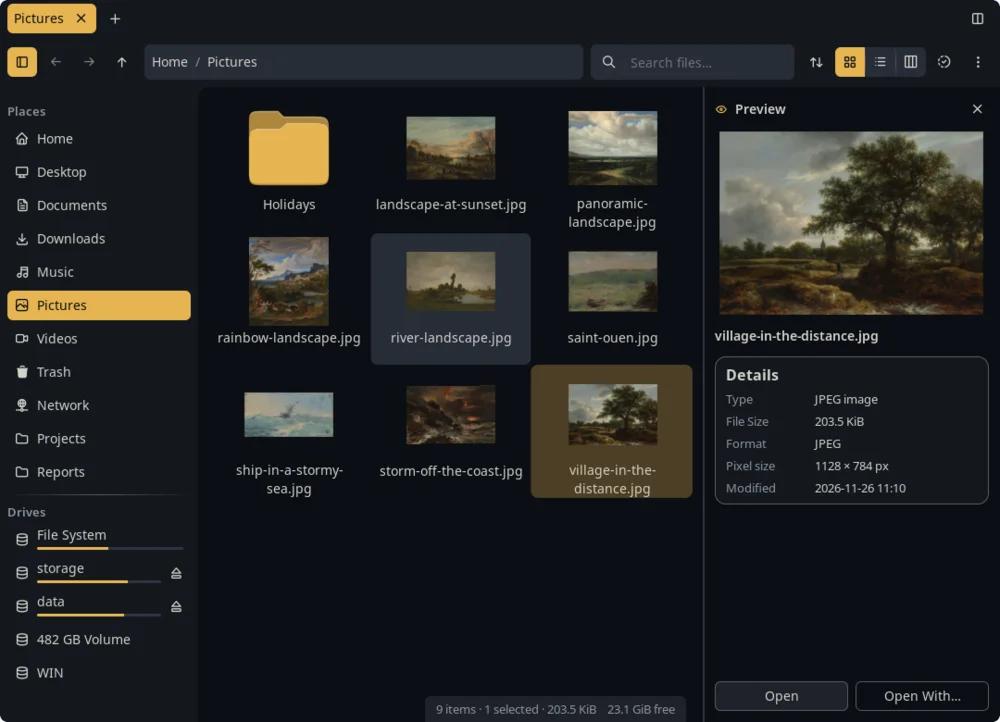 Pictures
Home / Pictures
Search files...
Places
Home
Desktop
Documents
Downloads
Music
Pictures
Videos
Trash
Network
Projects
Reports
Drives
File System
storage
data
482 GB Volume
WIN
Holidays
landscape-at-sunset.jpg
panoramic-
landscape.jpg
rainbow-landscape.jpg
river-landscape.jpg
saint-ouen.jpg
ship-in-a-stormy-
sea.jpg
storm-off-the-coast.jpg
village-in-the-
distance.jpg
9 items · 1 selected · 203.5 KiB 23.1 GiB free
Preview
village-in-the-distance.jpg
Details
Type JPEG image
File Size 203.5 KiB
Format JPEG
Pixel size 1128 × 784 px
Modified 2026-11-26 11:10
Open
Open With...